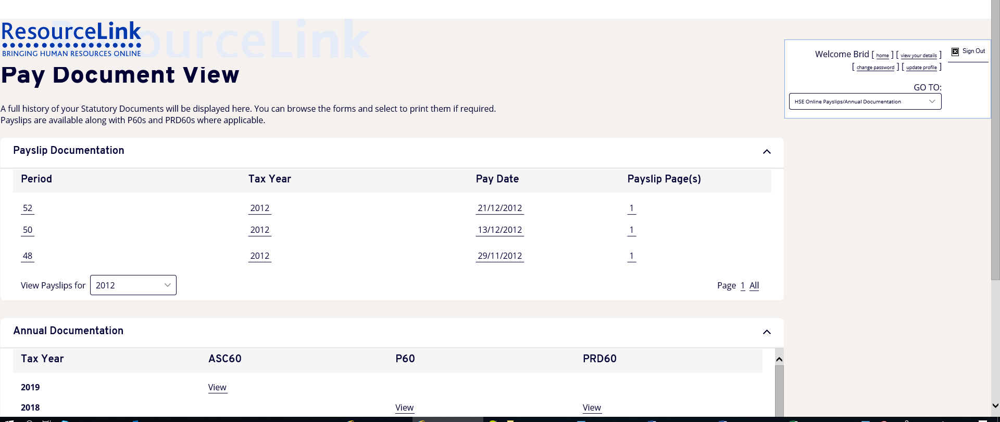 ResourceLink
BRINGING HUMAN RESOURCES ONLINE
ResourceLink
Welcome Brid [ home ] [ view your details ]
[ change password ] [ update profile ]
Sign Out
GO TO:
HSE Online Payslips/Annual Documentation
Pay Document View
A full history of your Statutory Documents will be displayed here. You can browse the forms and select to print them if required.
Payslips are available along with P60s and PRD60s where applicable.
Payslip Documentation
Period Tax Year Pay Date Payslip Page(s)
52 2012 21/12/2012 1
50 2012 13/12/2012 1
48 2012 29/11/2012 1
View Payslips for 2012 Page 1 All
Annual Documentation
Tax Year ASC60 P60 PRD60
2019 View
2018 View View